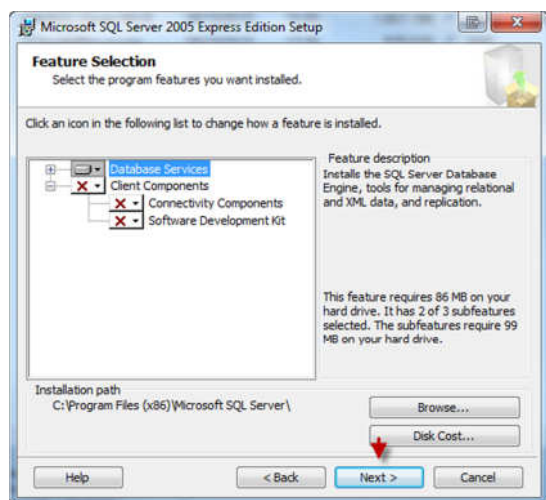 Microsoft SQL Server 2005 Express Edition Setup
Feature Selection
Select the program features you want installed.
Click an icon in the following list to change how a feature is installed.
Database Services
Client Components
Connectivity Components
Software Development Kit
Feature description
Installs the SQL Server Database
Engine, tools for managing relational
and XML data, and replication.
This feature requires 86 MB on your
hard drive. It has 2 of 3 subfeatures
selected. The subfeatures require 99
MB on your hard drive.
Installation path
C:\Program Files (x86)\Microsoft SQL Server\
Browse...
Disk Cost...
Help
< Back
Next >
Cancel